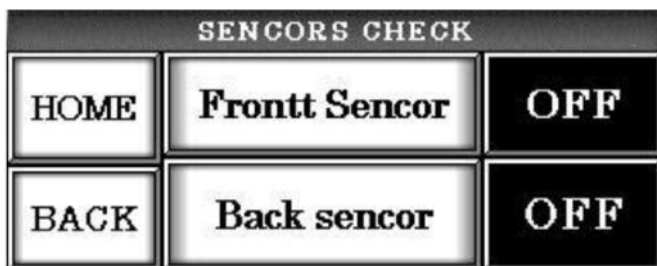 SENCORS CHECK
HOME Frontt Sencor OFF
BACK Back sencor OFF